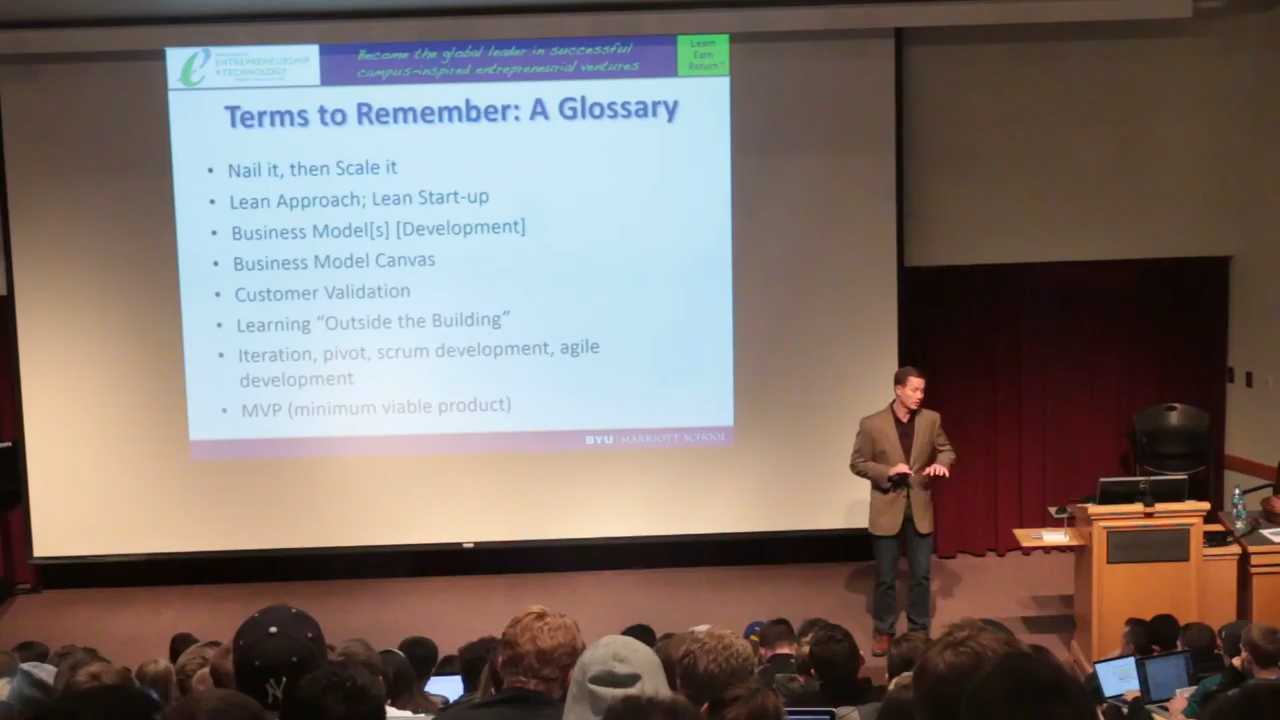 ENTREPRENEURSHIP
& TECHNOLOGY
Become the global leader in successful
campus-inspired entrepreneurial ventures
Learn
Earn
Return™
Terms to Remember: A Glossary
• Nail it, then Scale it
• Lean Approach; Lean Start-up
• Business Model[s] [Development]
• Business Model Canvas
• Customer Validation
• Learning “Outside the Building”
• Iteration, pivot, scrum development, agile
development
• MVP (minimum viable product)
BYU | MARRIOTT SCHOOL